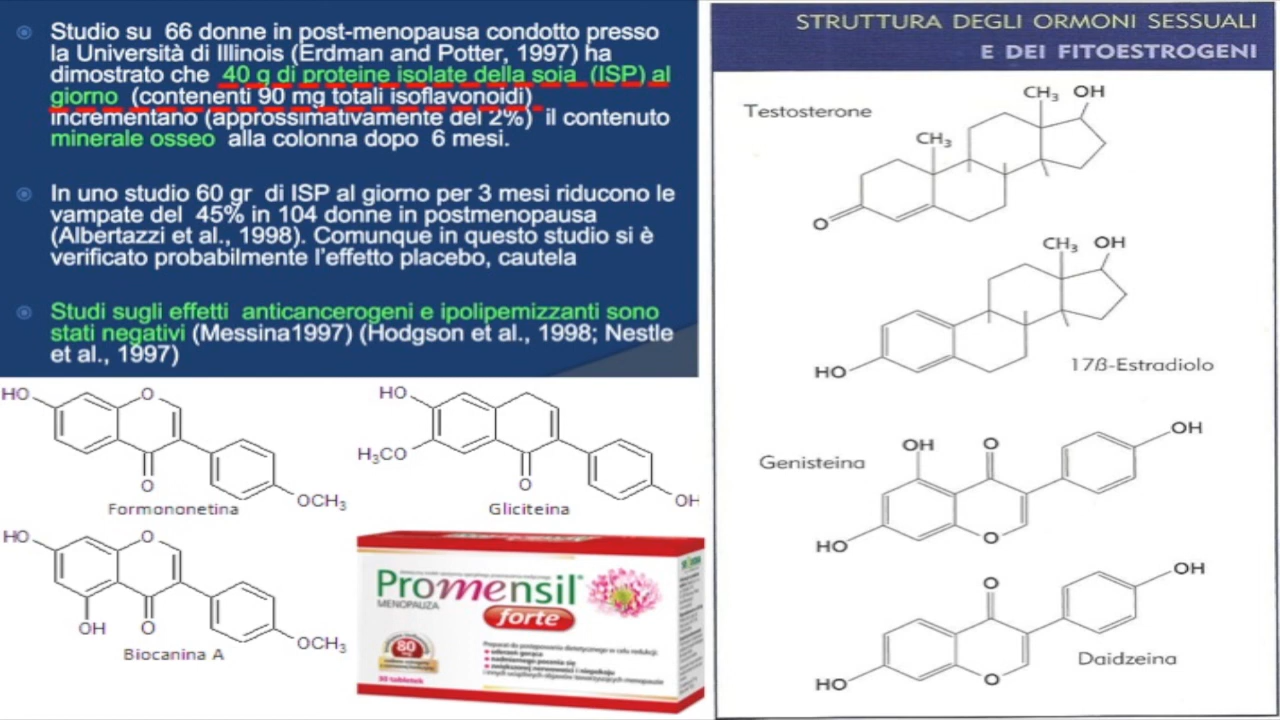 Studio su 66 donne in post-menopausa condotto presso
la Università di Illinois (Erdman and Potter, 1997) ha
dimostrato che 40 g di proteine isolate della soia (ISP) al
giorno (contenenti 90 mg totali isoflavonoidi)
incrementano (approssimativamente del 2%) il contenuto
minerale osseo alla colonna dopo 6 mesi.
In uno studio 60 gr di ISP al giorno per 3 mesi riducono le
vampate del 45% in 104 donne in postmenopausa
(Albertazzi et al., 1998). Comunque in questo studio si è
verificato probabilmente l'effetto placebo, cautela
Studi sugli effetti anticancerogeni e ipolipemizzanti sono
stati negativi (Messina1997) (Hodgson et al., 1998; Nestle
et al., 1997)
HO
O
O
OCH₃
Formononetina
HO
H₃CO
O
OH
Gliciteina
HO
O
OH
O
OCH₃
Biocanina A
Promensil
MENOPAUZA
forte
80
30 tabletek
STRUTTURA DEGLI ORMONI SESSUALI
E DEI FITOESTROGENI
Testosterone
CH₃
OH
CH₃
O
CH₃
OH
HO
17ß-Estradiolo
Genisteina
OH
O
OH
HO
O
O
OH
HO
O
Daidzeina